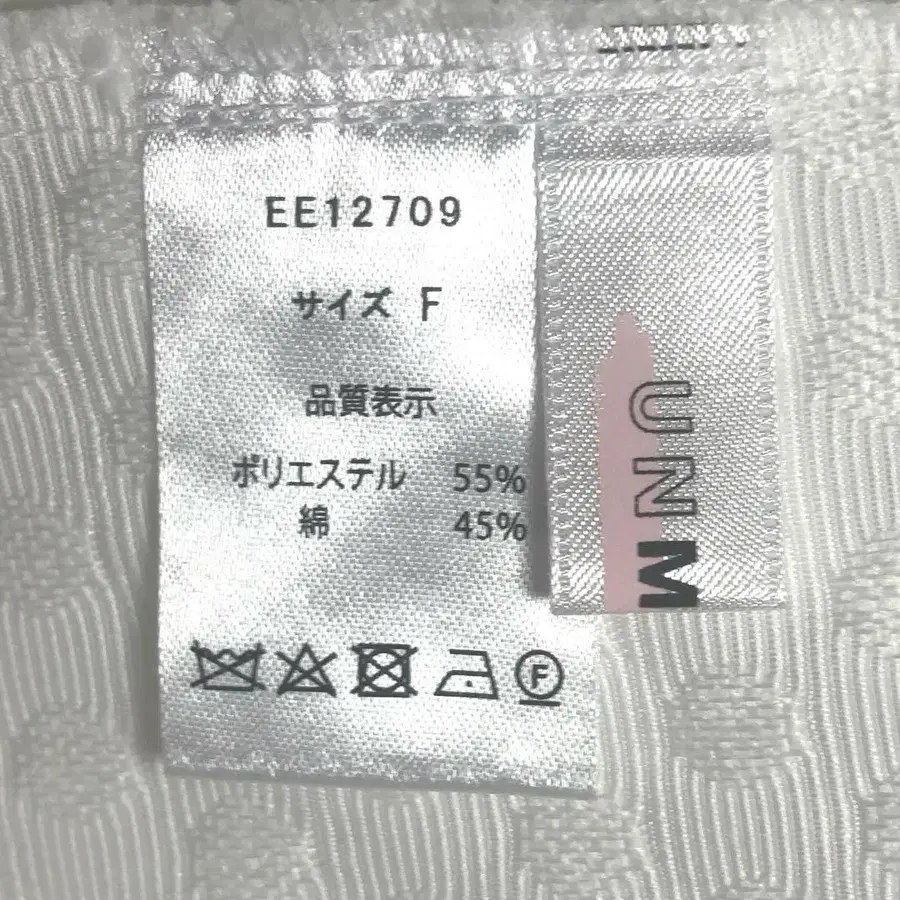 EE12709
サイズ F
品質表示
ポリエステル 55%
綿 45%
F
UNM